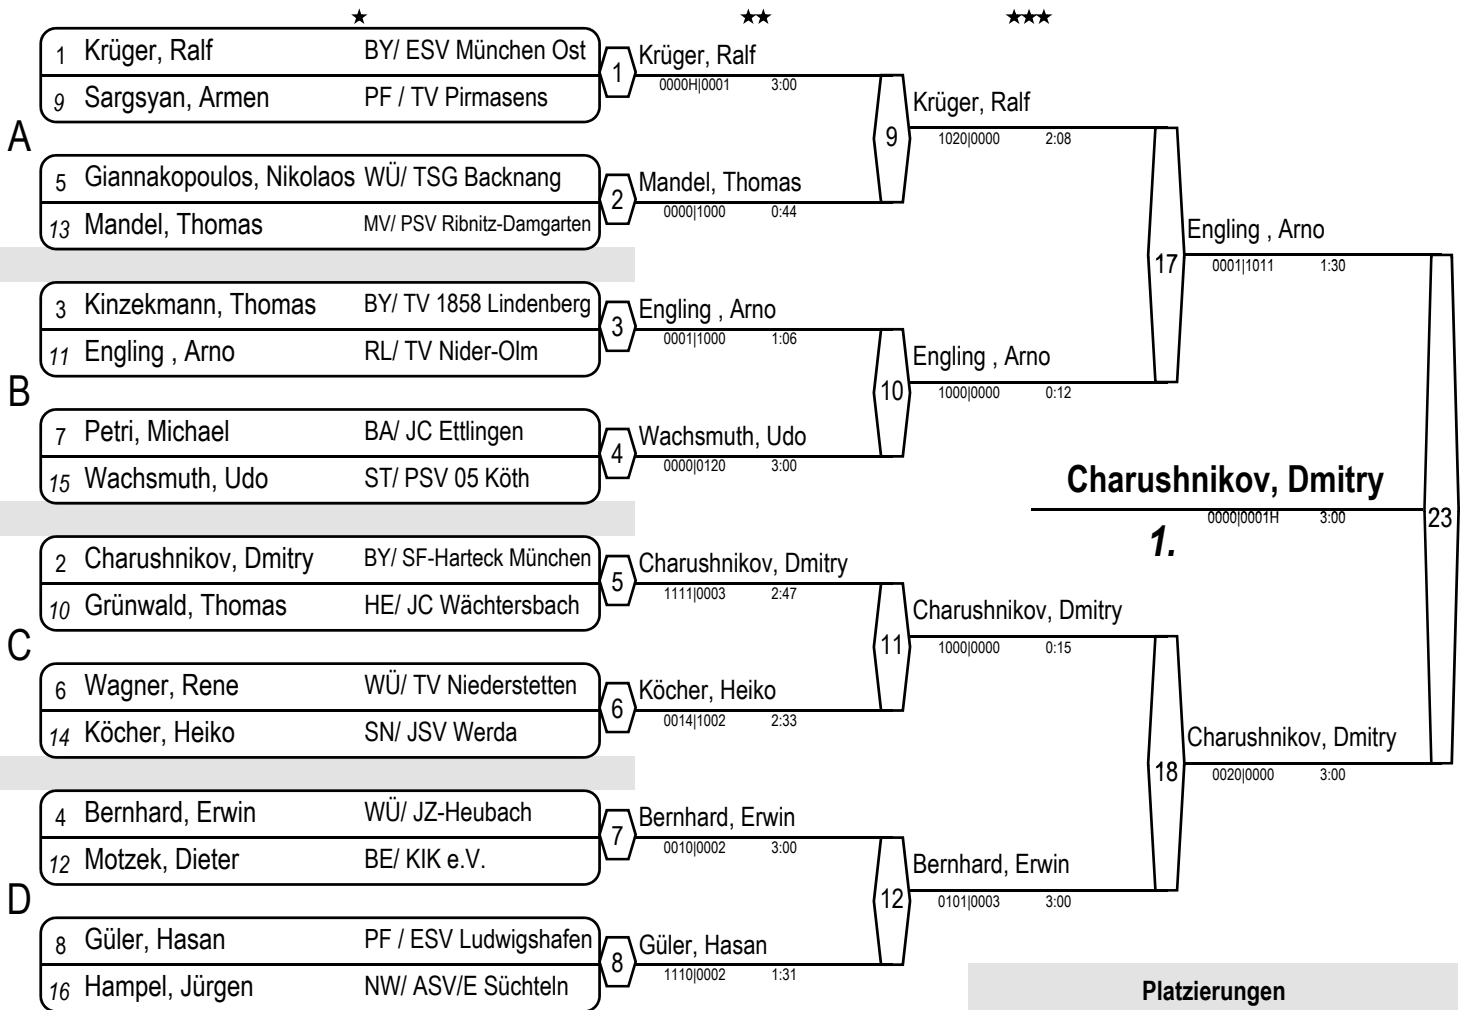 ★ ★★ ★★★
1 Krüger, Ralf BY/ ESV München Ost
9 Sargsyan, Armen PF / TV Pirmasens
1
Krüger, Ralf
0000H|0001 3:00
A
5 Giannakopoulos, Nikolaos WÜ/ TSG Backnang
13 Mandel, Thomas MV/ PSV Ribnitz-Damgarten
2
Mandel, Thomas
0000|1000 0:44
9
Krüger, Ralf
1020|0000 2:08
3 Kinzekmann, Thomas BY/ TV 1858 Lindenberg
11 Engling , Arno RL/ TV Nider-Olm
3
Engling , Arno
0001|1000 1:06
B
7 Petri, Michael BA/ JC Ettlingen
15 Wachsmuth, Udo ST/ PSV 05 Köth
4
Wachsmuth, Udo
0000|0120 3:00
10
Engling , Arno
1000|0000 0:12
17
Engling , Arno
0001|1011 1:30
Charushnikov, Dmitry
0000|0001H 3:00
1.
23
2 Charushnikov, Dmitry BY/ SF-Harteck München
10 Grünwald, Thomas HE/ JC Wächtersbach
5
Charushnikov, Dmitry
1111|0003 2:47
C
6 Wagner, Rene WÜ/ TV Niederstetten
14 Köcher, Heiko SN/ JSV Werda
6
Köcher, Heiko
0014|1002 2:33
11
Charushnikov, Dmitry
1000|0000 0:15
4 Bernhard, Erwin WÜ/ JZ-Heubach
12 Motzek, Dieter BE/ KIK e.V.
7
Bernhard, Erwin
0010|0002 3:00
D
8 Güler, Hasan PF / ESV Ludwigshafen
16 Hampel, Jürgen NW/ ASV/E Süchteln
8
Güler, Hasan
1110|0002 1:31
12
Bernhard, Erwin
0101|0003 3:00
18
Charushnikov, Dmitry
0020|0000 3:00
Platzierungen